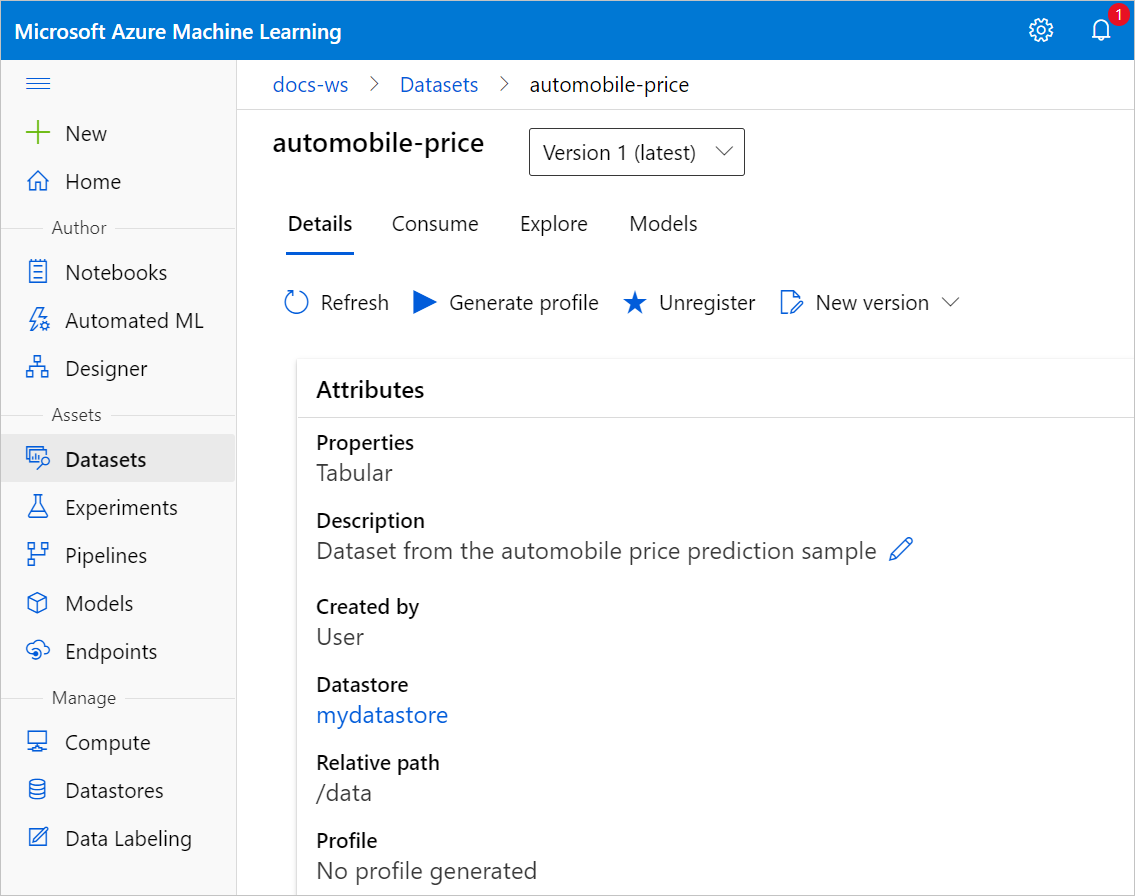 Microsoft Azure Machine Learning
1
New
Home
Author
Notebooks
Automated ML
Designer
Assets
Datasets
Experiments
Pipelines
Models
Endpoints
Manage
Compute
Datastores
Data Labeling
docs-ws > Datasets > automobile-price
automobile-price
Version 1 (latest)
Details Consume Explore Models
Refresh Generate profile Unregister New version
Attributes
Properties
Tabular
Description
Dataset from the automobile price prediction sample
Created by
User
Datastore
mydatastore
Relative path
/data
Profile
No profile generated